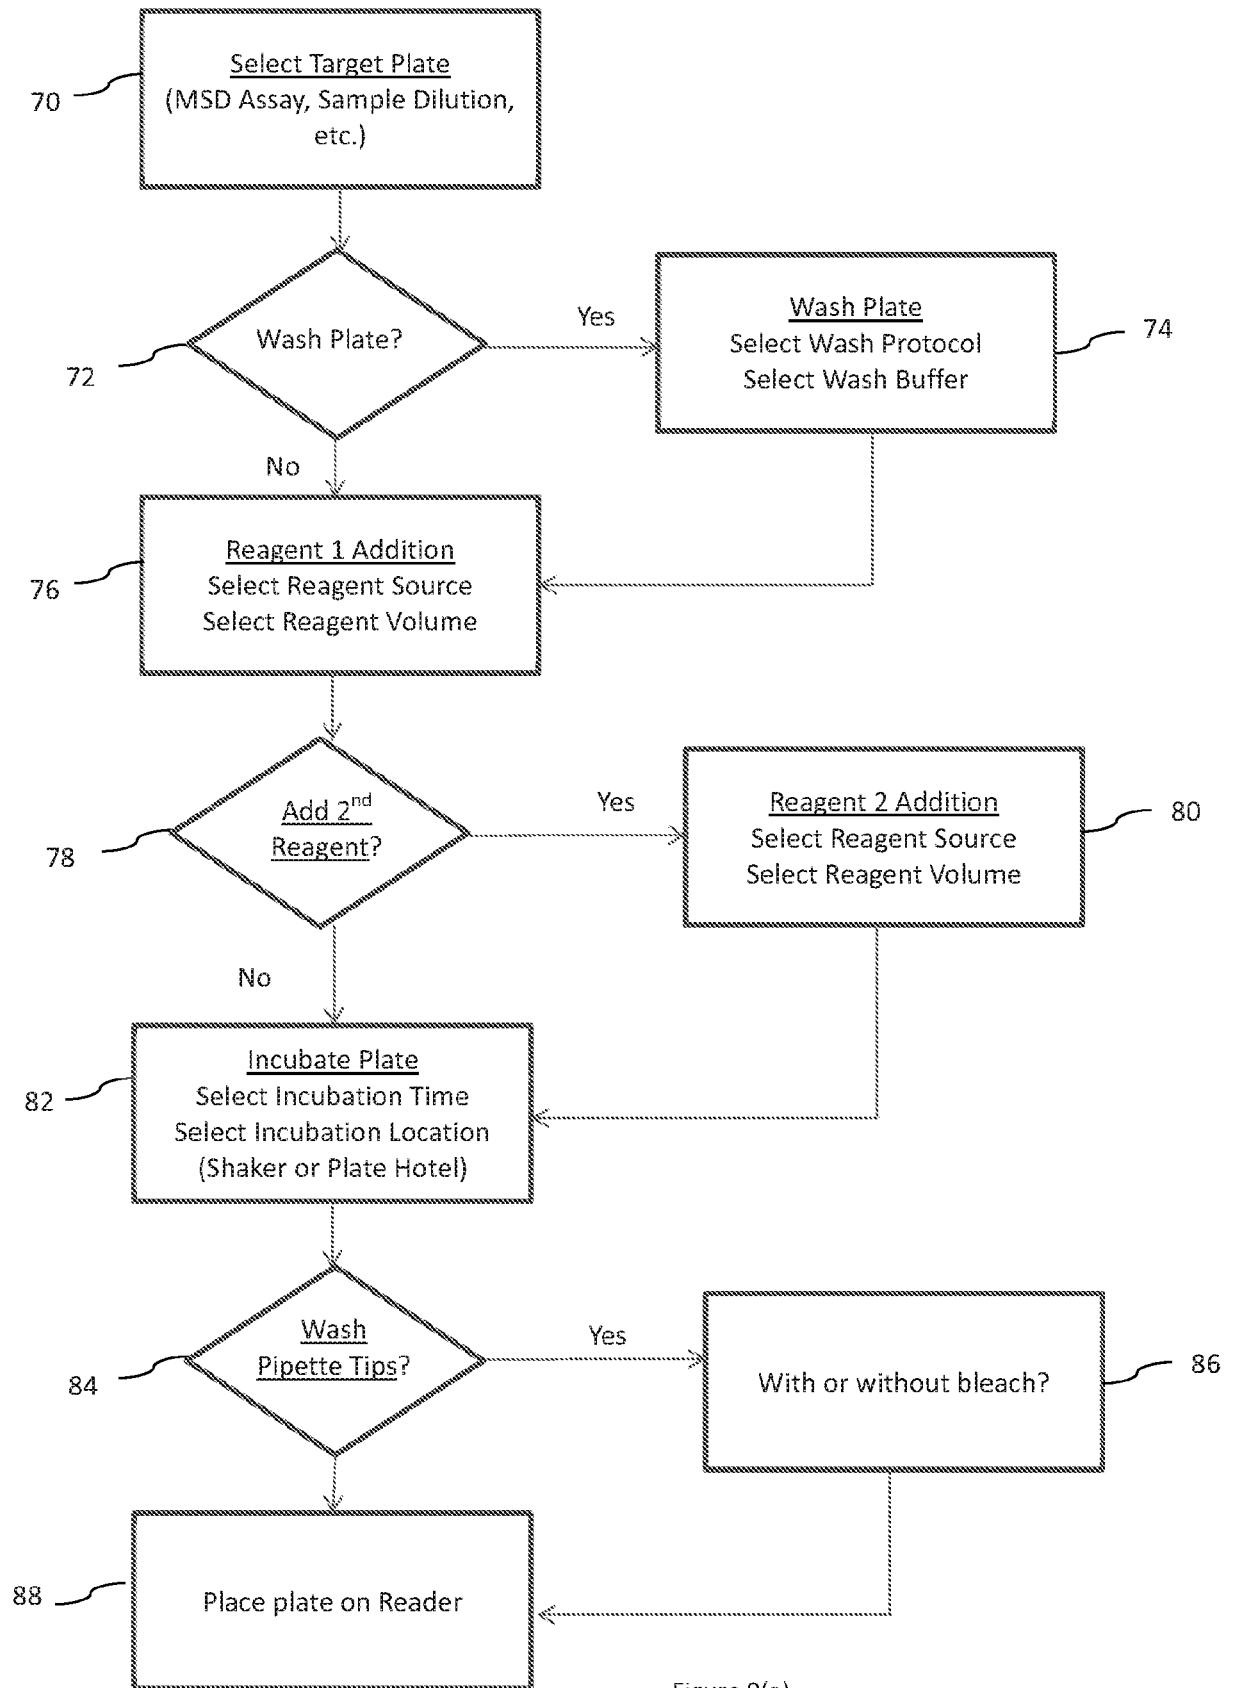 Select Target Plate
(MSD Assay, Sample Dilution,
etc.)
70
Wash Plate?
72
Yes
Wash Plate
Select Wash Protocol
Select Wash Buffer
74
No
Reagent 1 Addition
Select Reagent Source
Select Reagent Volume
76
Add 2nd
Reagent?
78
Yes
Reagent 2 Addition
Select Reagent Source
Select Reagent Volume
80
No
Incubate Plate
Select Incubation Time
Select Incubation Location
(Shaker or Plate Hotel)
82
Wash
Pipette Tips?
84
Yes
With or without bleach?
86
Place plate on Reader
88